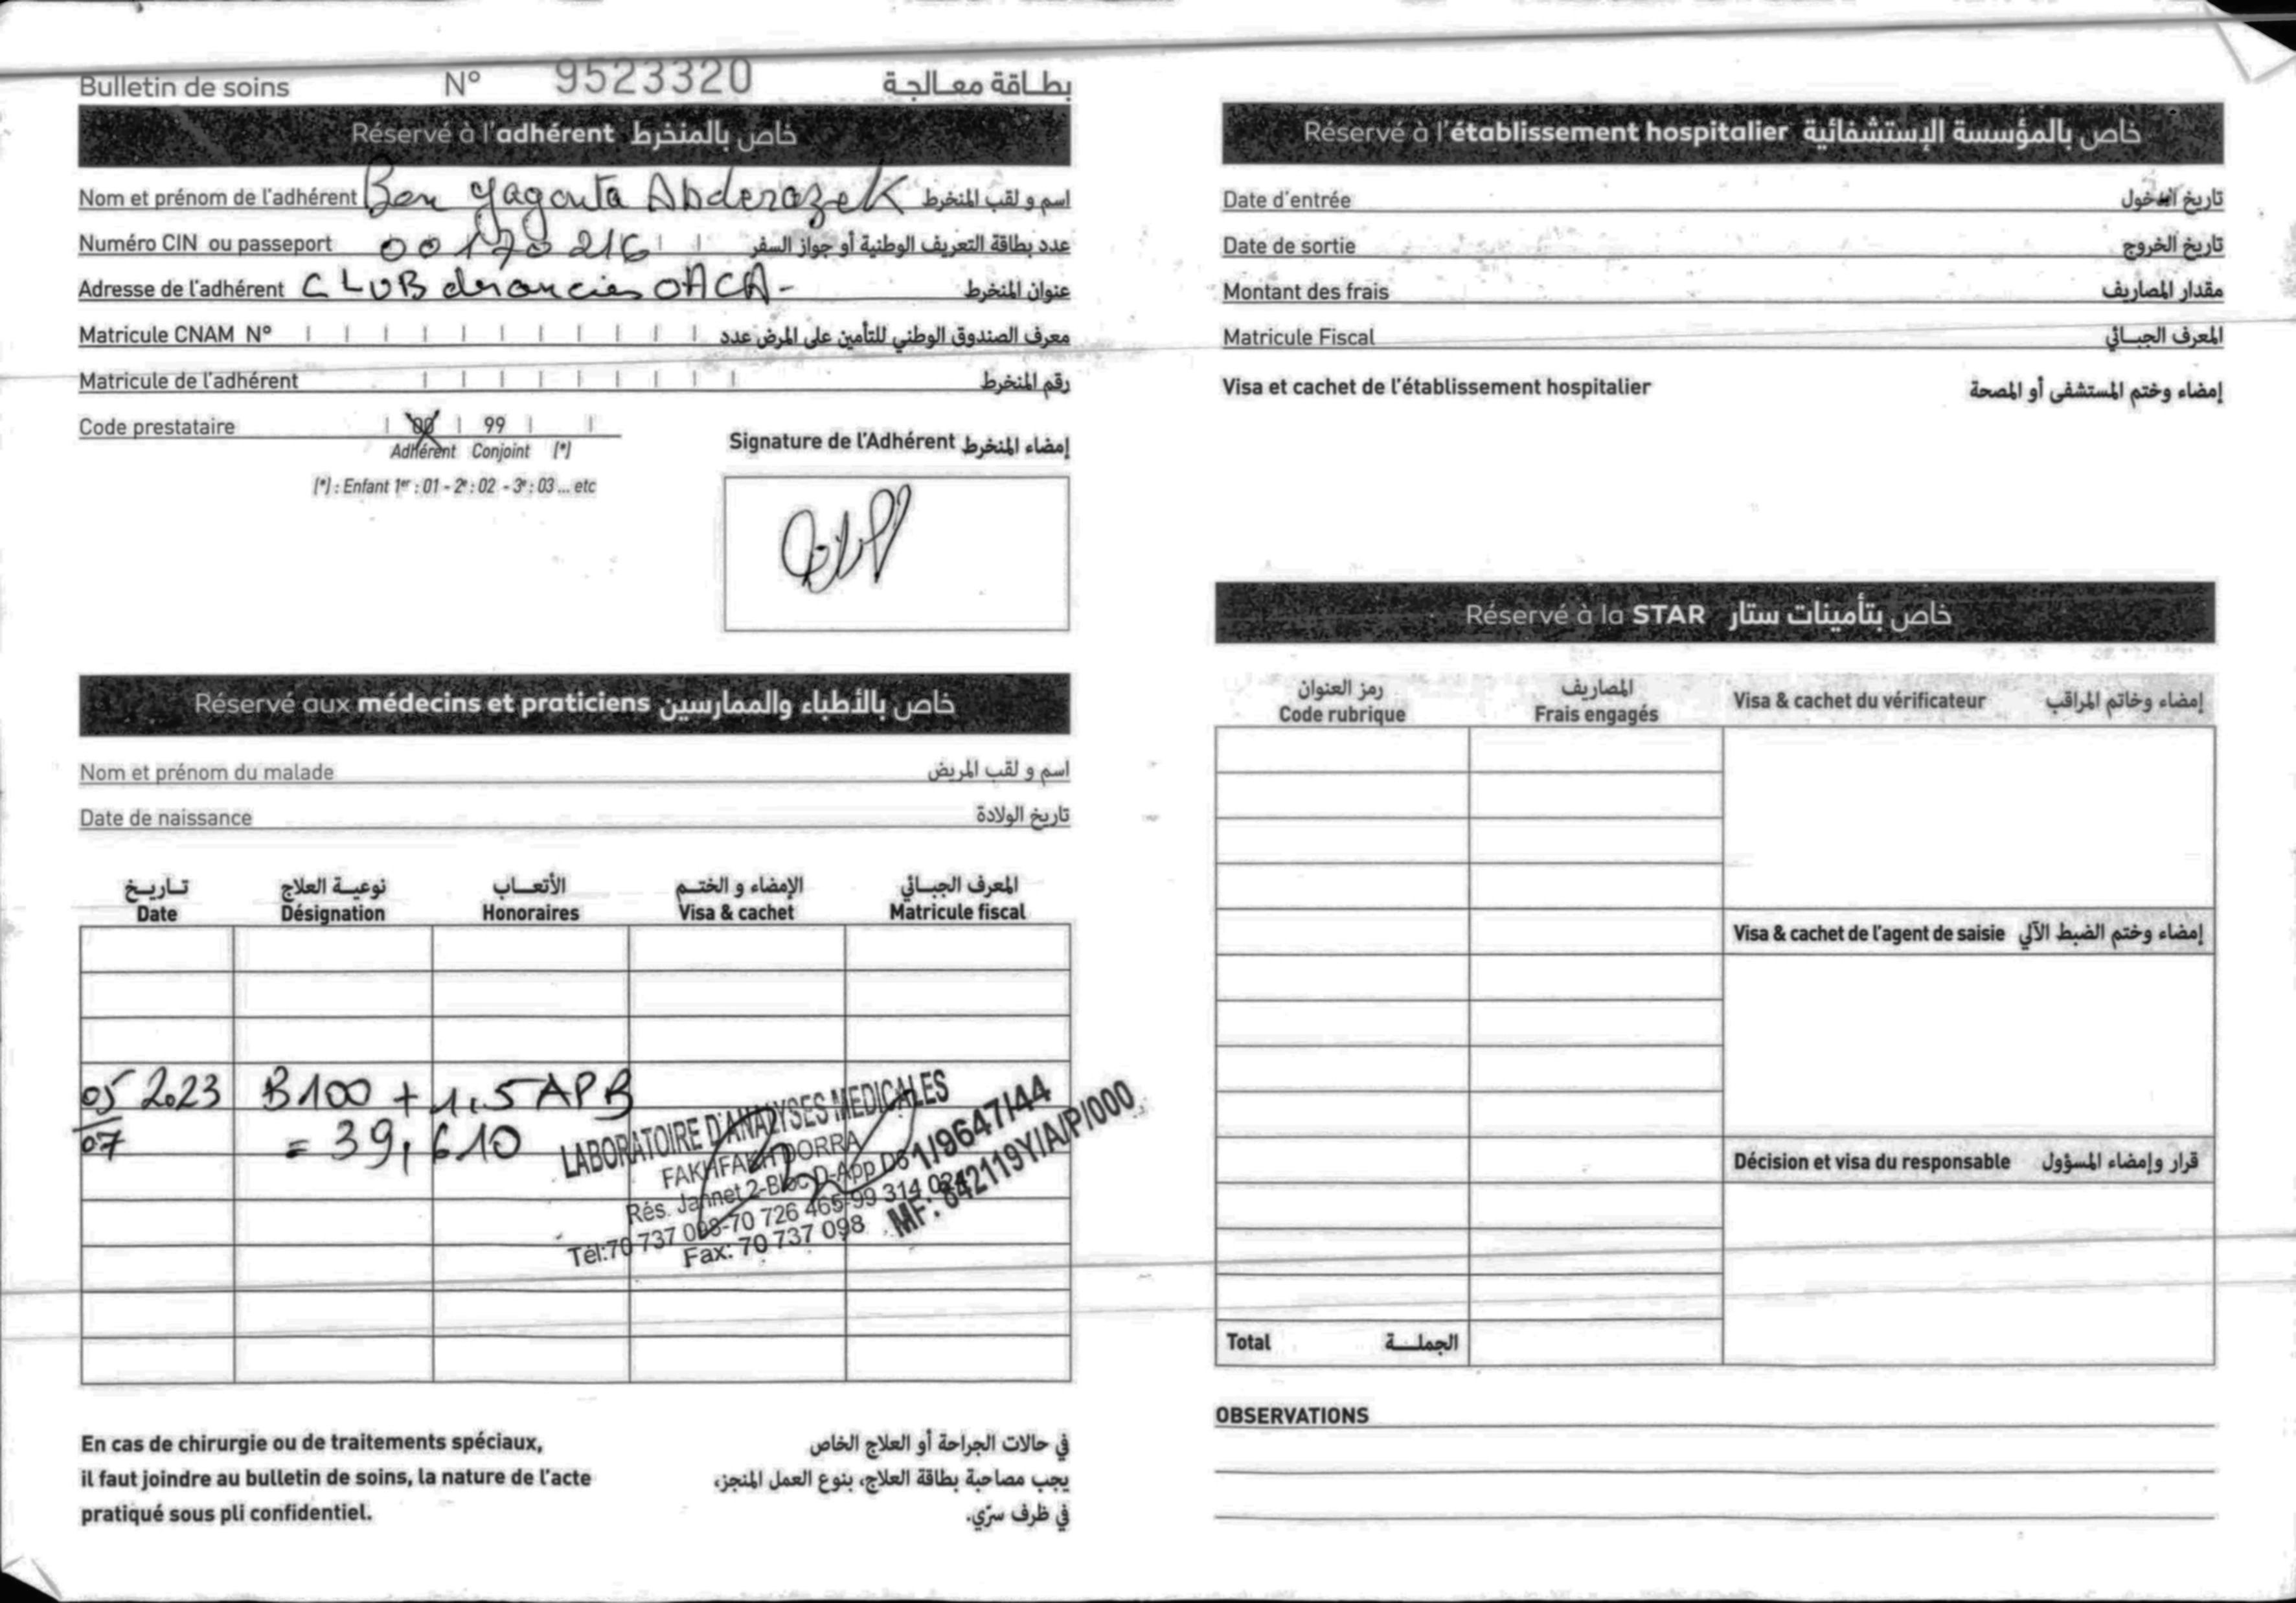 Bulletin de soins N° 9523320 بطاقة معالجة
Réservé à l'adhérent خاص بالمنخرط
Nom et prénom de l'adhérent Ben Yagouta Abderazek اسم و لقب المنخرط
Numéro CIN ou passeport 00170216 عدد بطاقة التعريف الوطنية أو جواز السفر
Adresse de l'adhérent CLUB des anciens OACA- عنوان المنخرط
Matricule CNAM N° معرف الصندوق الوطني للتأمين على المرض عدد
Matricule de l'adhérent رقم المنخرط
Code prestataire 00 99
Adhérent Conjoint (*)
(*) : Enfant 1er : 01 - 2e : 02 - 3e : 03 ... etc
Signature de l'Adhérent إمضاء المنخرط
Réservé aux médecins et praticiens خاص بالأطباء والممارسين
Nom et prénom du malade اسم و لقب المريض
Date de naissance تاريخ الولادة
تاريخ نوعية العلاج الأتعاب الإمضاء و الختم المعرف الجبائي
Date Désignation Honoraires Visa & cachet Matricule fiscal
05 2023 B100 + 1,5 APB
07 = 39,610
LABORATOIRE D'ANALYSES MEDICALES
FAKHFAKH DORRA
Rés. Jannet 2-Bloc D-App D6
Tél:70 737 098-70 726 465-99 314 024
Fax: 70 737 098
1/9647/44
MF: 642119Y/A/P/000
En cas de chirurgie ou de traitements spéciaux,
il faut joindre au bulletin de soins, la nature de l'acte
pratiqué sous pli confidentiel.
في حالات الجراحة أو العلاج الخاص
يجب مصاحبة بطاقة العلاج، بنوع العمل المنجز،
في ظرف سرّي.
Réservé à l'établissement hospitalier خاص بالمؤسسة الإستشفائية
Date d'entrée تاريخ الدخول
Date de sortie تاريخ الخروج
Montant des frais مقدار المصاريف
Matricule Fiscal المعرف الجبائي
Visa et cachet de l'établissement hospitalier إمضاء وختم المستشفى أو المصحة
Réservé à la STAR خاص بتأمينات ستار
رمز العنوان المصاريف
Code rubrique Frais engagés Visa & cachet du vérificateur إمضاء وخاتم المراقب
Visa & cachet de l'agent de saisie إمضاء وختم الضبط الآلي
Décision et visa du responsable قرار وإمضاء المسؤول
Total الجملة
OBSERVATIONS